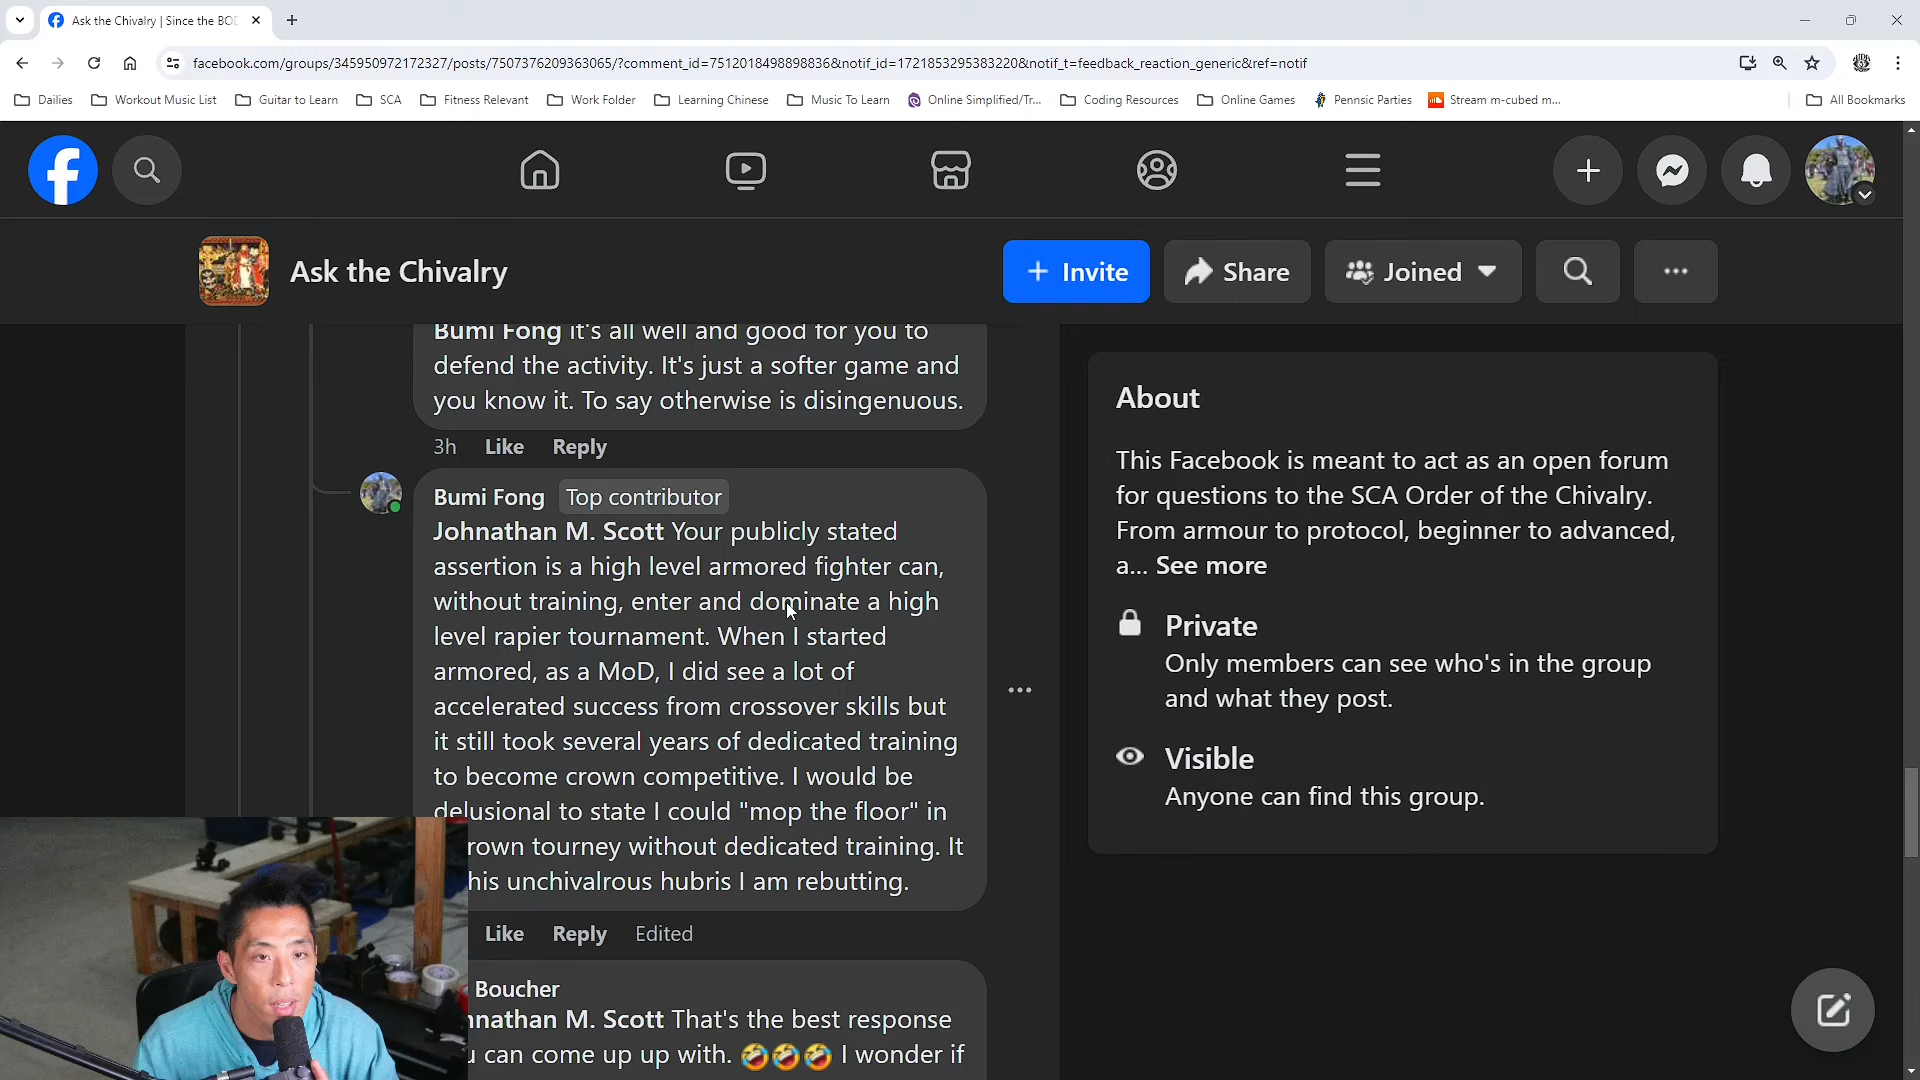 Ask the Chivalry | Since the BOD
facebook.com/groups/345950972172327/posts/7507376209363065/?comment_id=7512018498898836&notif_id=1721853295383220&notif_t=feedback_reaction_generic&ref=notif
Dailies
Workout Music List
Guitar to Learn
SCA
Fitness Relevant
Work Folder
Learning Chinese
Music To Learn
Online Simplified/Tr...
Coding Resources
Online Games
Pennsic Parties
Stream m-cubed m...
All Bookmarks
Ask the Chivalry
Invite
Share
Joined
Bumi Fong it's all well and good for you to
defend the activity. It's just a softer game and
you know it. To say otherwise is disingenuous.
3h Like Reply
Bumi Fong Top contributor
Johnathan M. Scott Your publicly stated
assertion is a high level armored fighter can,
without training, enter and dominate a high
level rapier tournament. When I started
armored, as a MoD, I did see a lot of
accelerated success from crossover skills but
it still took several years of dedicated training
to become crown competitive. I would be
delusional to state I could "mop the floor" in
rown tourney without dedicated training. It
his unchivalrous hubris I am rebutting.
Like Reply Edited
Boucher
nnathan M. Scott That's the best response
u can come up up with. 🤣🤣🤣 I wonder if
About
This Facebook is meant to act as an open forum
for questions to the SCA Order of the Chivalry.
From armour to protocol, beginner to advanced,
a... See more
Private
Only members can see who's in the group
and what they post.
Visible
Anyone can find this group.